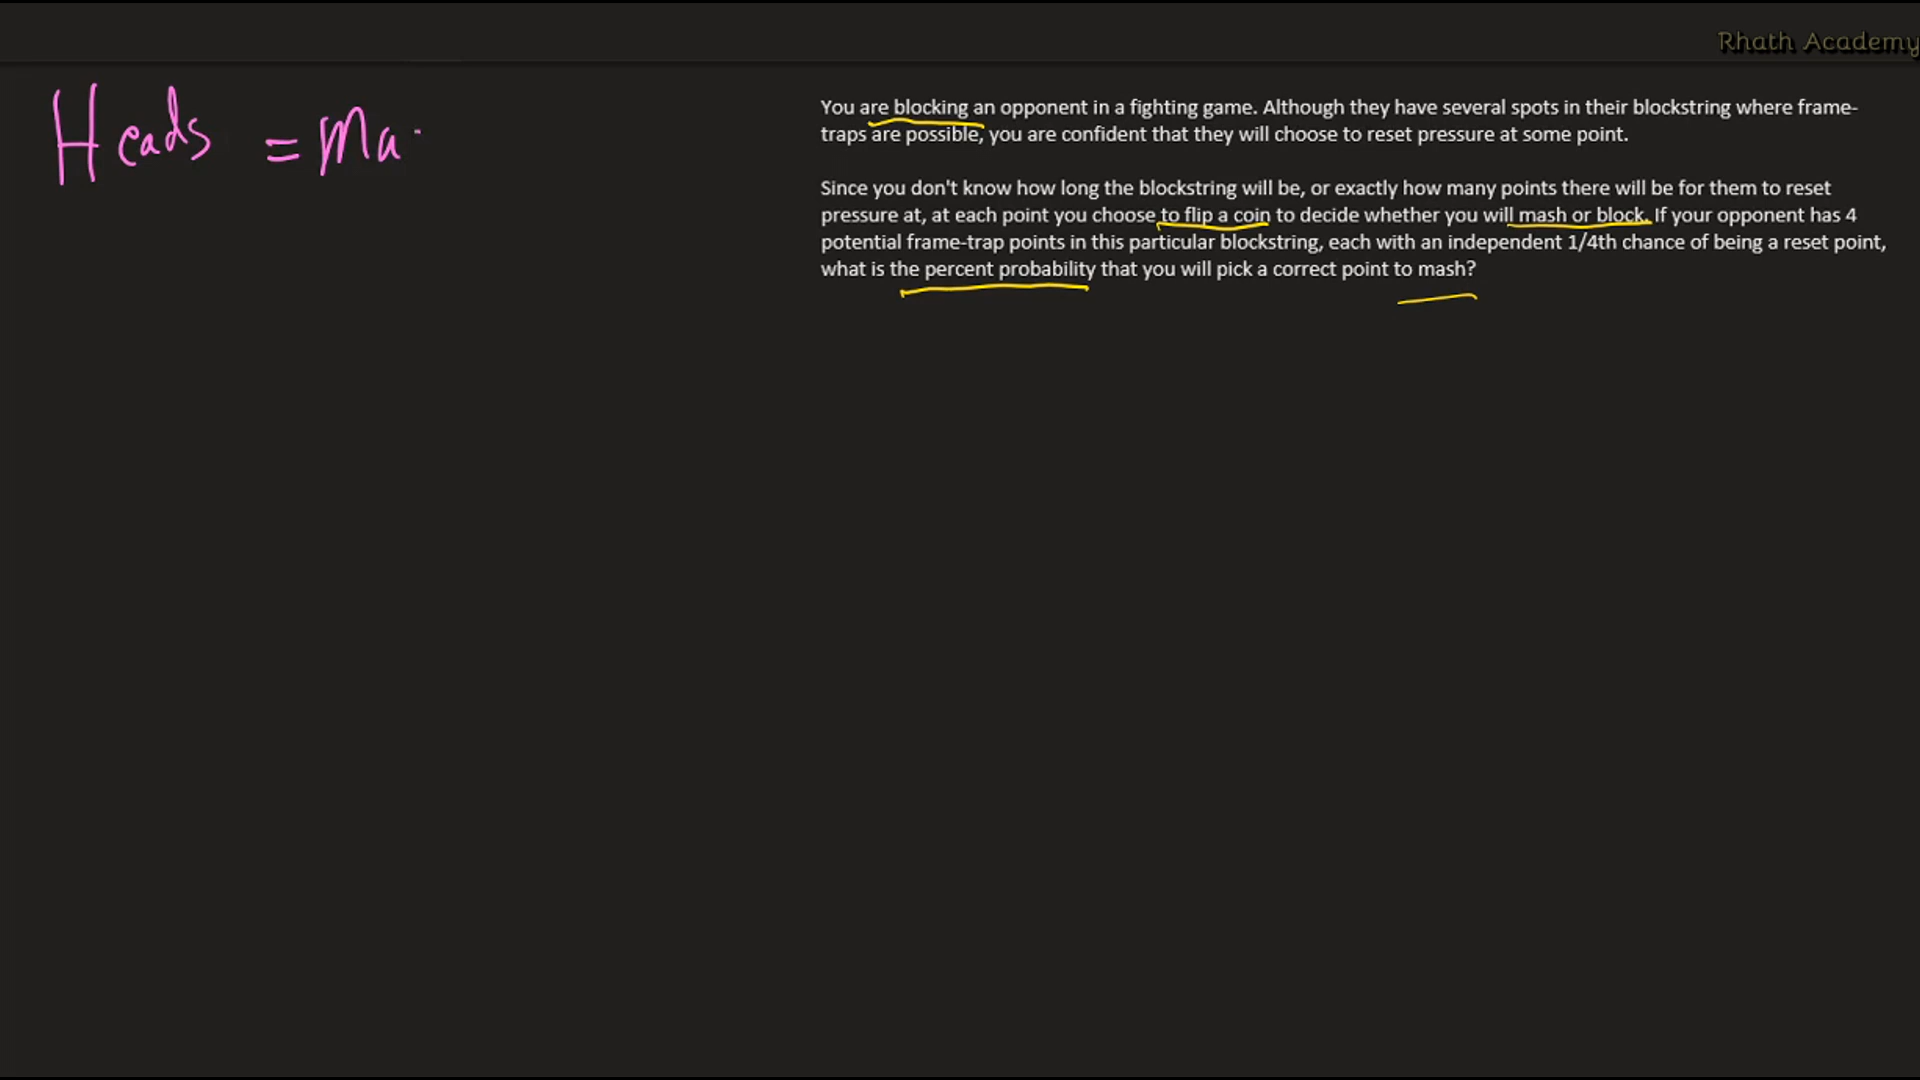 Rhath Academy
Heads = Ma
You are blocking an opponent in a fighting game. Although they have several spots in their blockstring where frame-
traps are possible, you are confident that they will choose to reset pressure at some point.
Since you don't know how long the blockstring will be, or exactly how many points there will be for them to reset
pressure at, at each point you choose to flip a coin to decide whether you will mash or block. If your opponent has 4
potential frame-trap points in this particular blockstring, each with an independent 1/4th chance of being a reset point,
what is the percent probability that you will pick a correct point to mash?